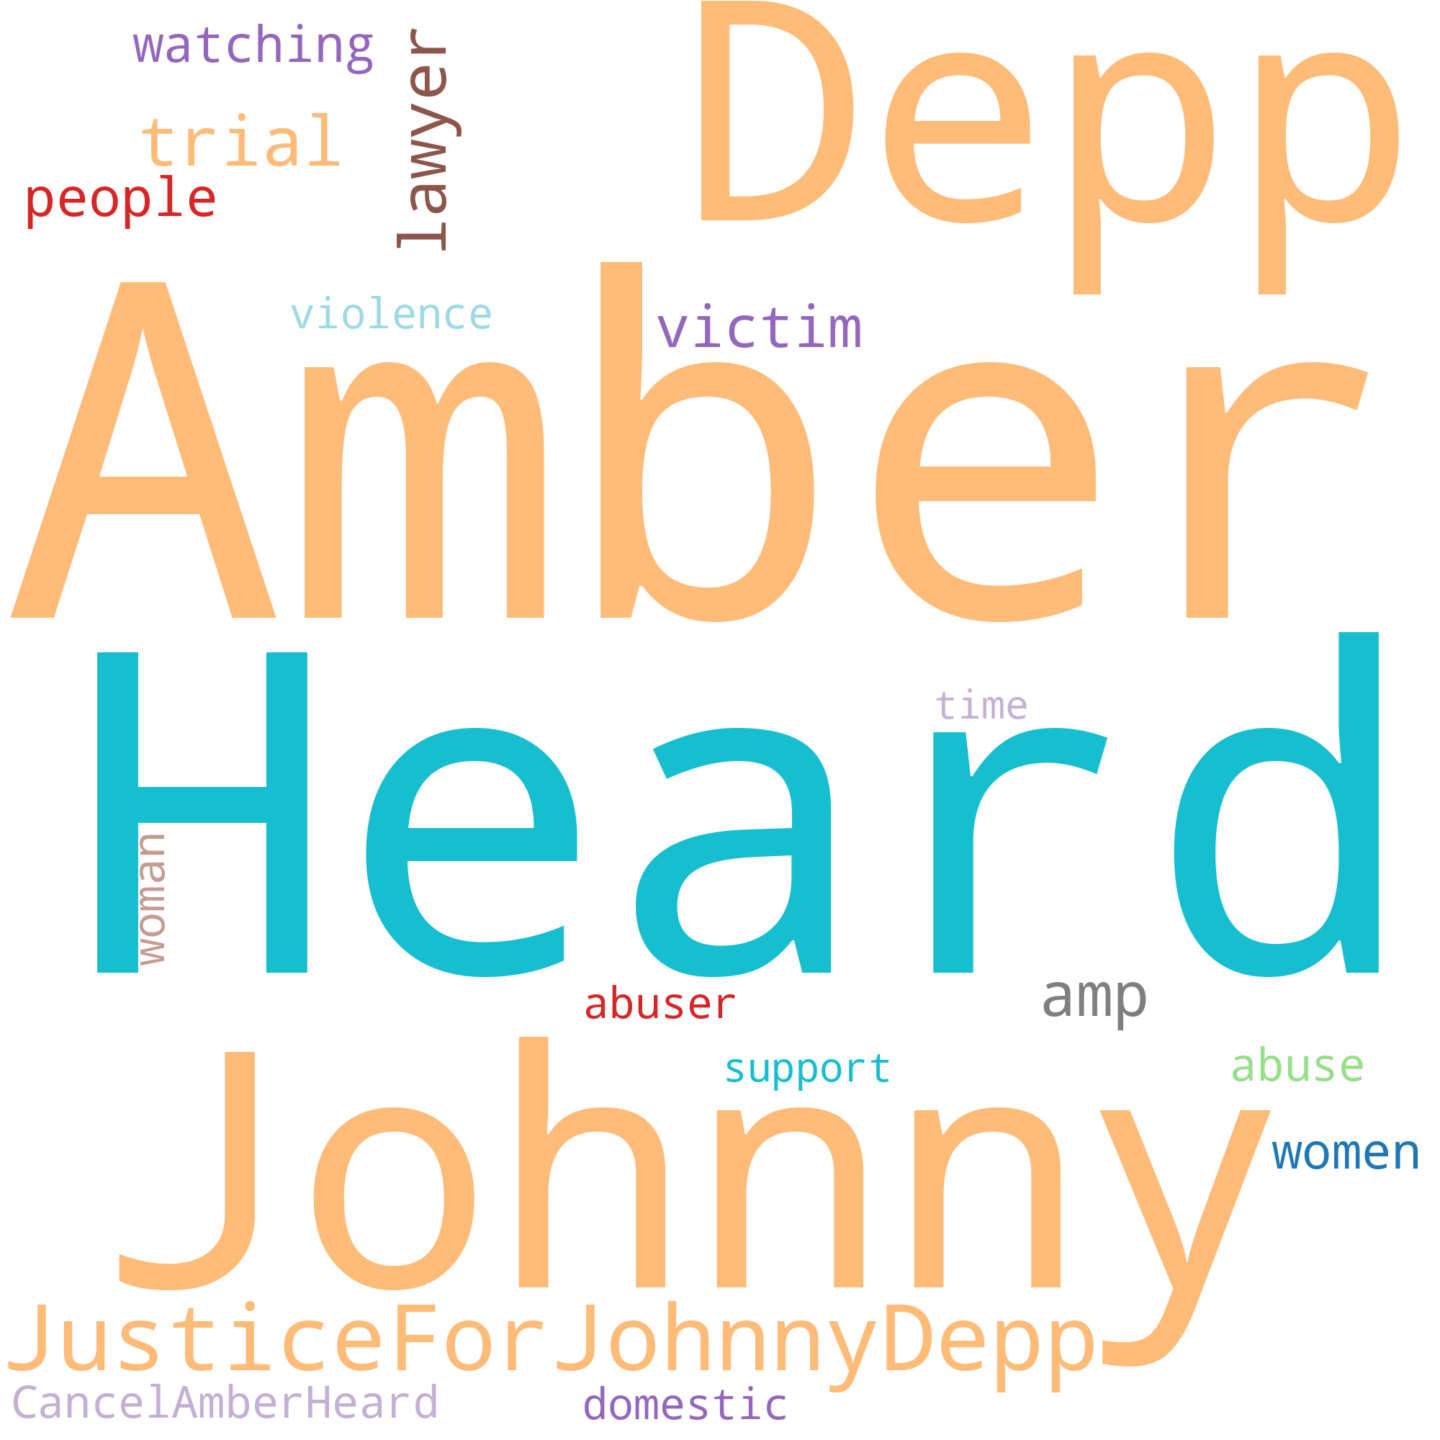 watching
lawyer
Depp
trial
people
violence
victim
Amber
Heard
time
woman
abuser
amp
support
abuse
Johnny
women
JusticeForJohnnyDepp
CancelAmberHeard
domestic